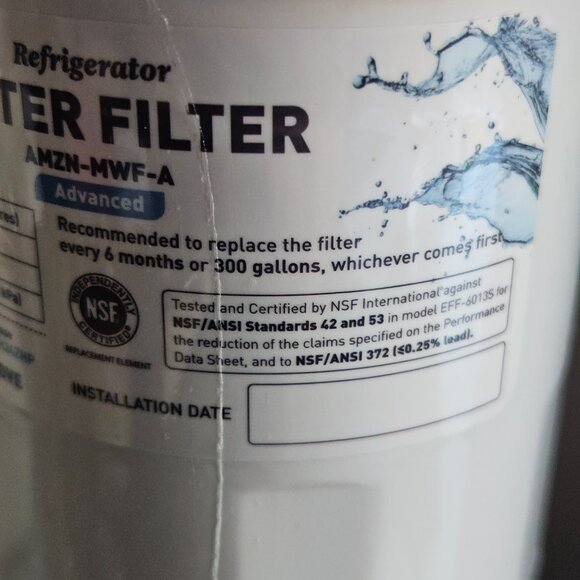 Refrigerator
TER FILTER
AMZN-MWF-A
Advanced
Recommended to replace the filter
every 6 months or 300 gallons, whichever comes first.
INDEPENDENTLY
NSF
CERTIFIED
REPLACEMENT ELEMENT
Tested and Certified by NSF International against
NSF/ANSI Standards 42 and 53 in model EFF-6013S for
the reduction of the claims specified on the Performance
Data Sheet, and to NSF/ANSI 372 (≤0.25% lead).
INSTALLATION DATE